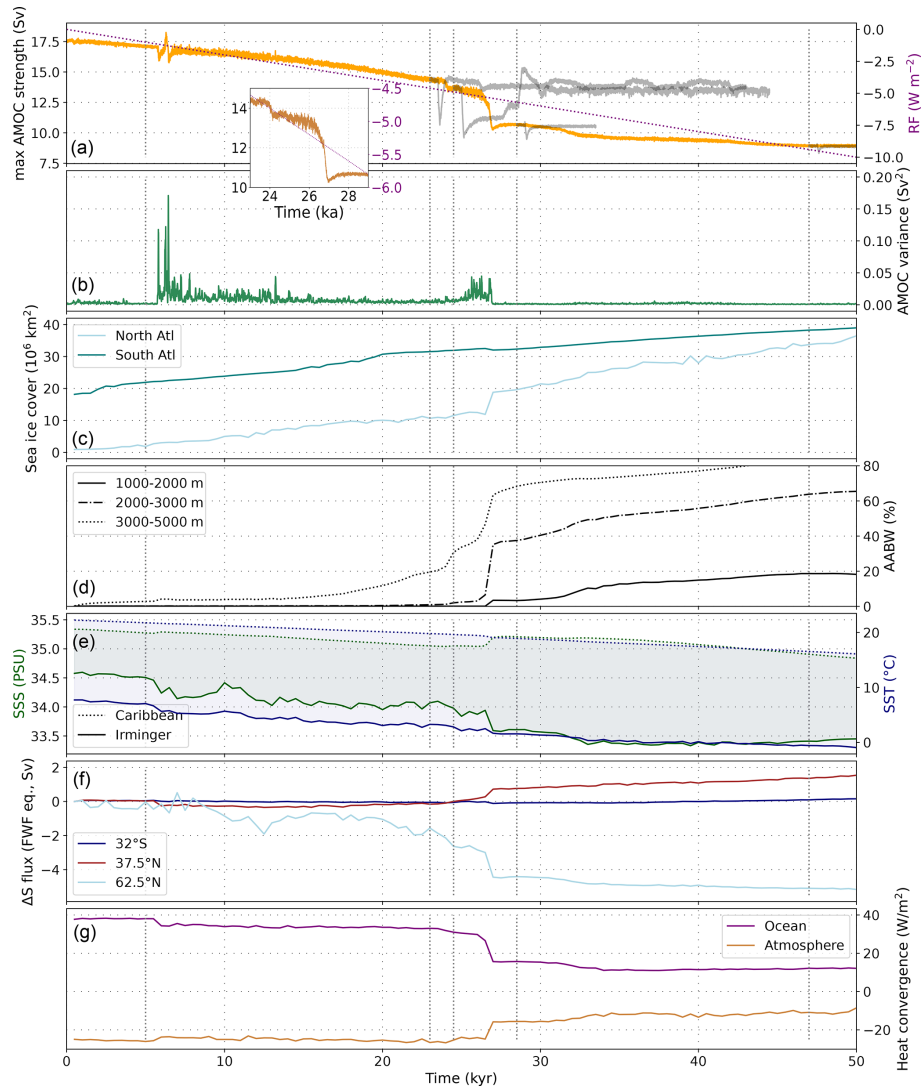 max AMOC strength (Sv)
17.5
15.0
12.5
10.0
7.5
(a)
0.0
−2.5
−5.0
−7.5
−10.0
RF (W m−2)
14
12
10
24
26
28
Time (ka)
−4.5
−5.0
−5.5
−6.0
(b)
0.20
0.15
0.10
0.05
0.00
AMOC variance (Sv2)
Sea ice cover (10⁶ km²)
40
30
20
10
0
North Atl
South Atl
(c)
1000-2000 m
2000-3000 m
3000-5000 m
(d)
80
60
40
20
0
AABW (%)
SSS (PSU)
35.5
35.0
34.5
34.0
33.5
(e)
Caribbean
Irminger
20
10
0
SST (°C)
ΔS flux (FWF eq., Sv)
2
0
−2
−4
(f)
32°S
37.5°N
62.5°N
(g)
Ocean
Atmosphere
40
20
0
−20
Heat convergence (W/m²)
0
10
20
30
40
50
Time (kyr)